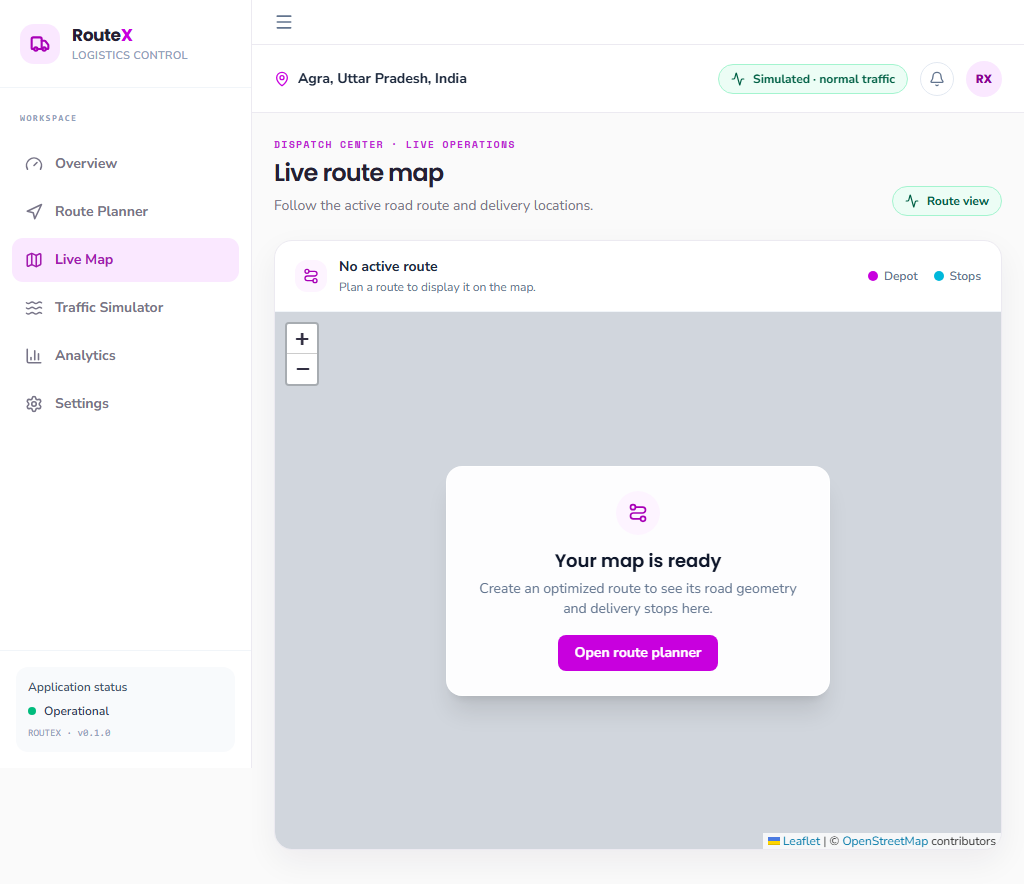 RouteX
LOGISTICS CONTROL
WORKSPACE
Overview
Route Planner
Live Map
Traffic Simulator
Analytics
Settings
Application status
Operational
ROUTEX · v0.1.0
Agra, Uttar Pradesh, India
Simulated · normal traffic
RX
DISPATCH CENTER · LIVE OPERATIONS
Live route map
Follow the active road route and delivery locations.
Route view
No active route
Plan a route to display it on the map.
Depot
Stops
+
−
Your map is ready
Create an optimized route to see its road geometry
and delivery stops here.
Open route planner
Leaflet | © OpenStreetMap contributors